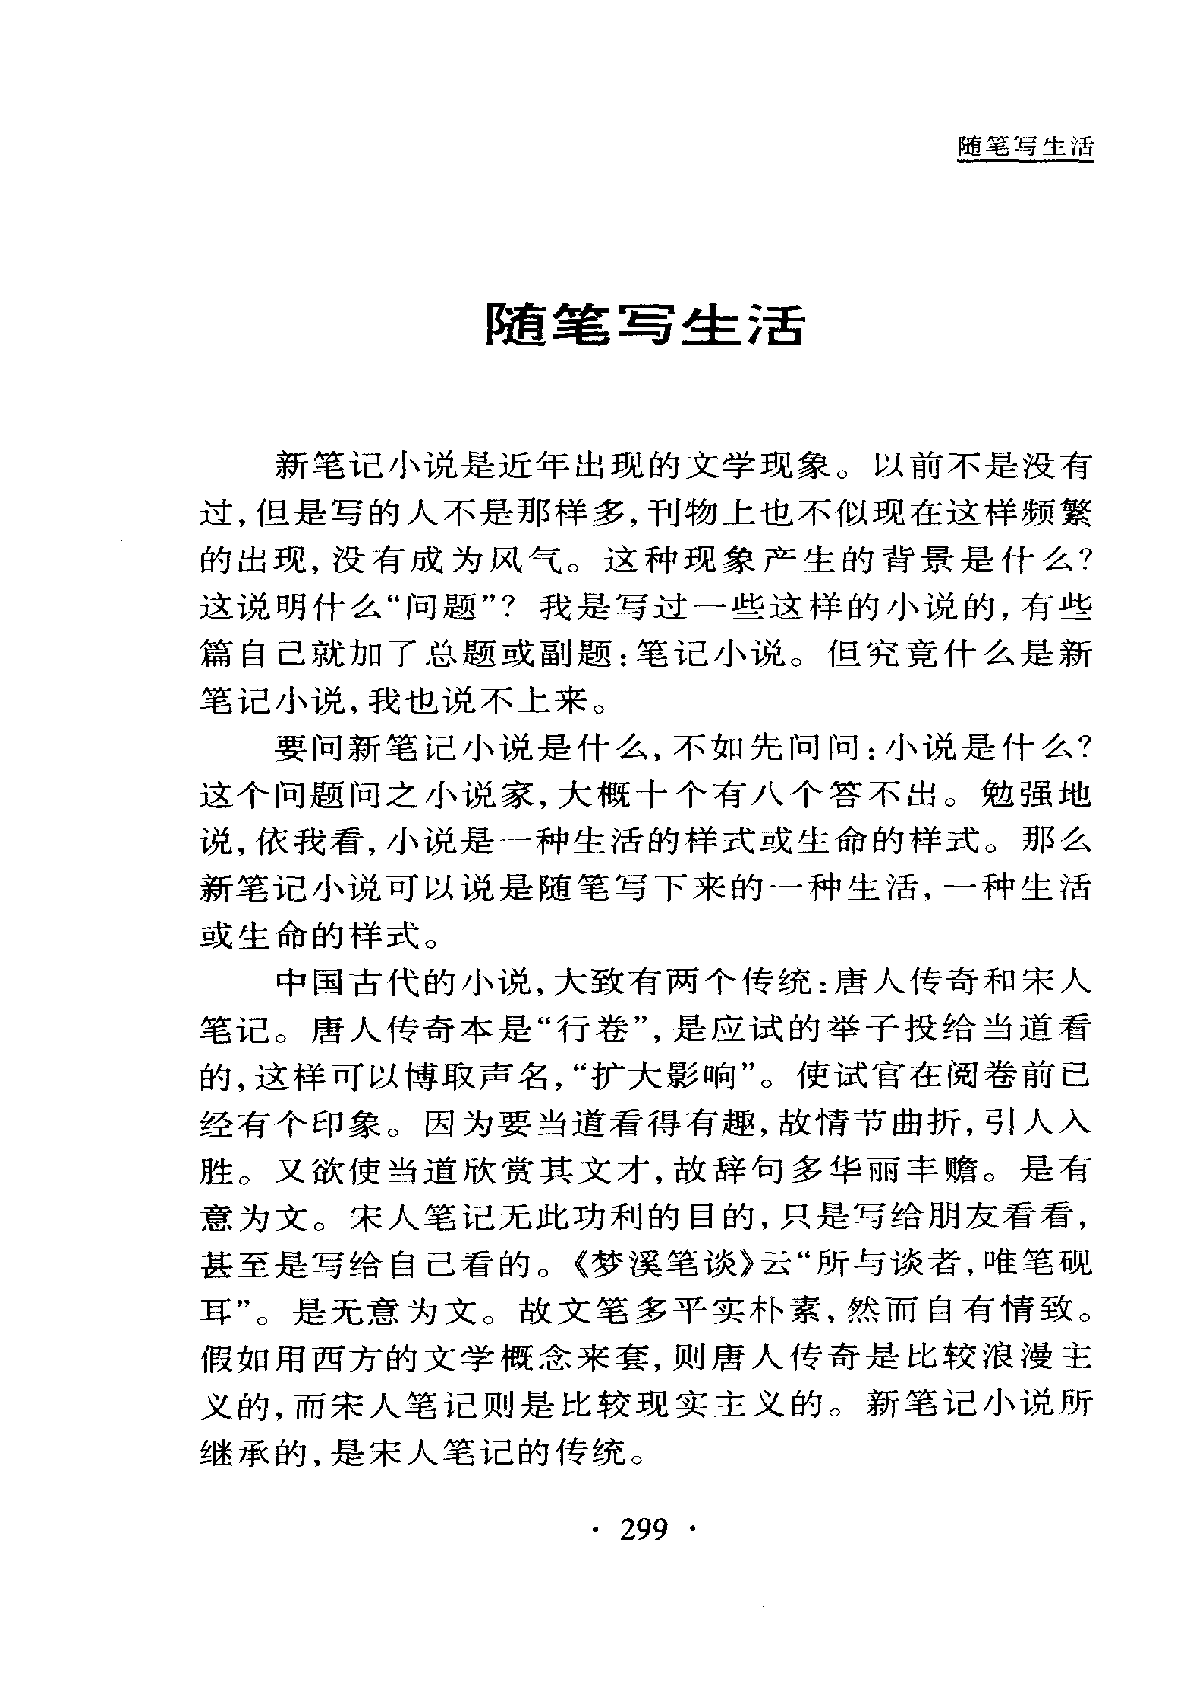 随笔写生活
随笔写生活
新笔记小说是近年出现的文学现象。以前不是没有
过,但是写的人不是那样多,刊物上也不似现在这样频繁
的出现,没有成为风气。这种现象产生的背景是什么?
这说明什么“问题”? 我是写过一些这样的小说的,有些
篇自己就加了总题或副题:笔记小说。但究竟什么是新
笔记小说,我也说不上来。
要问新笔记小说是什么,不如先问问:小说是什么?
这个问题问之小说家,大概十个有八个答不出。勉强地
说,依我看,小说是一种生活的样式或生命的样式。那么
新笔记小说可以说是随笔写下来的一种生活,一种生活
或生命的样式。
中国古代的小说,大致有两个传统:唐人传奇和宋人
笔记。唐人传奇本是“行卷”,是应试的举子投给当道看
的,这样可以博取声名,“扩大影响”。使试官在阅卷前已
经有个印象。因为要当道看得有趣,故情节曲折,引人入
胜。又欲使当道欣赏其文才,故辞句多华丽丰赡。是有
意为文。宋人笔记无此功利的目的,只是写给朋友看看,
甚至是写给自己看的。《梦溪笔谈》云“所与谈者,唯笔砚
耳”。是无意为文。故文笔多平实朴素,然而自有情致。
假如用西方的文学概念来套,则唐人传奇是比较浪漫主
义的,而宋人笔记则是比较现实主义的。新笔记小说所
继承的,是宋人笔记的传统。
· 299 ·